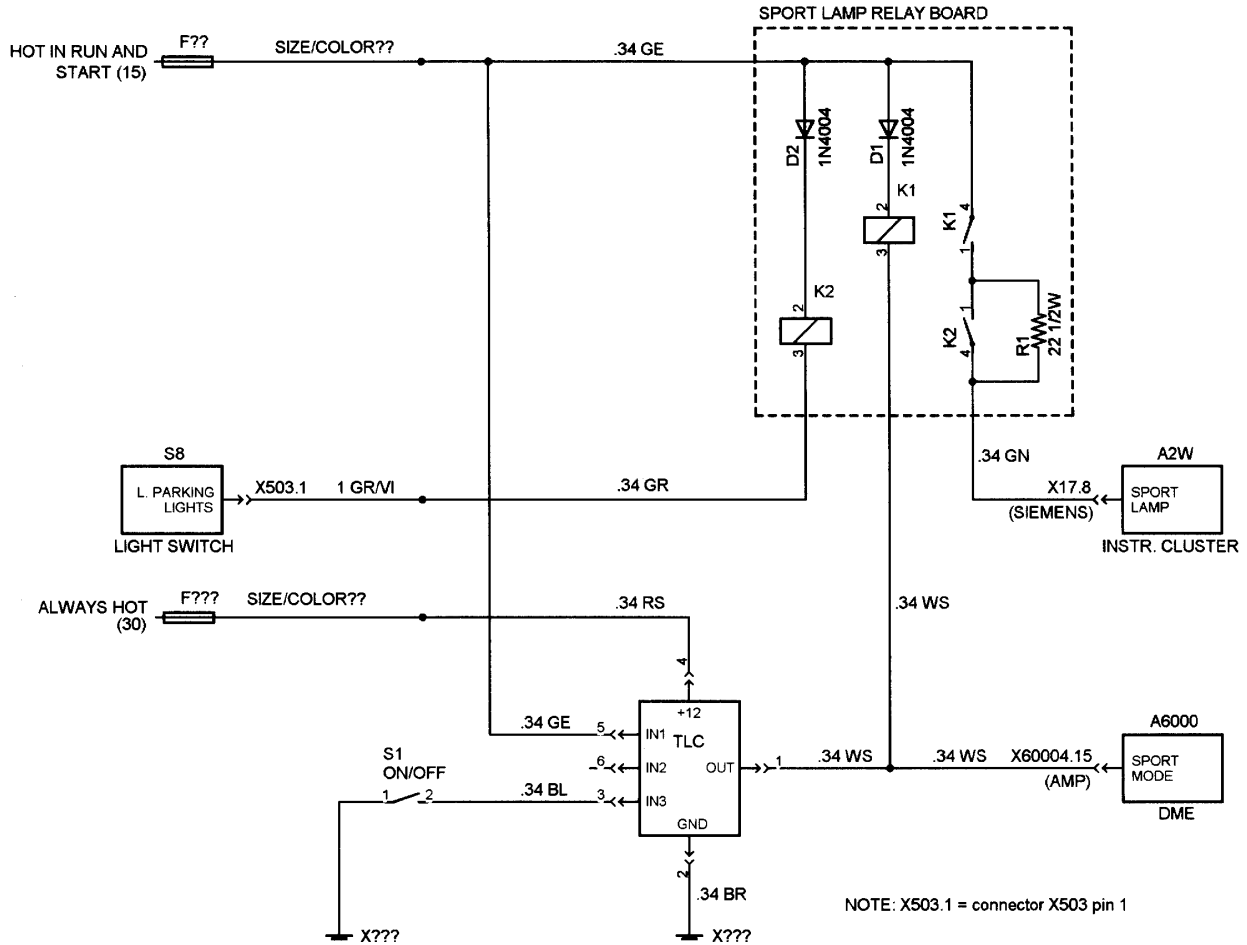 SPORT LAMP RELAY BOARD
HOT IN RUN AND
START (15)
F??
SIZE/COLOR??
.34 GE
D2
1N4004
D1
1N4004
K1
2
3
K2
2
3
K1
4
1
K2
1
4
R1
22 1/2W
.34 GN
S8
L. PARKING
LIGHTS
LIGHT SWITCH
X503.1
1 GR/VI
.34 GR
A2W
X17.8
(SIEMENS)
SPORT
LAMP
INSTR. CLUSTER
ALWAYS HOT
(30)
F???
SIZE/COLOR??
.34 RS
.34 WS
4
+12
.34 GE
5
IN1
TLC
6
IN2
OUT
1
.34 WS
.34 WS
X60004.15
(AMP)
A6000
SPORT
MODE
DME
S1
ON/OFF
1
2
.34 BL
3
IN3
GND
2
.34 BR
X???
X???
NOTE: X503.1 = connector X503 pin 1